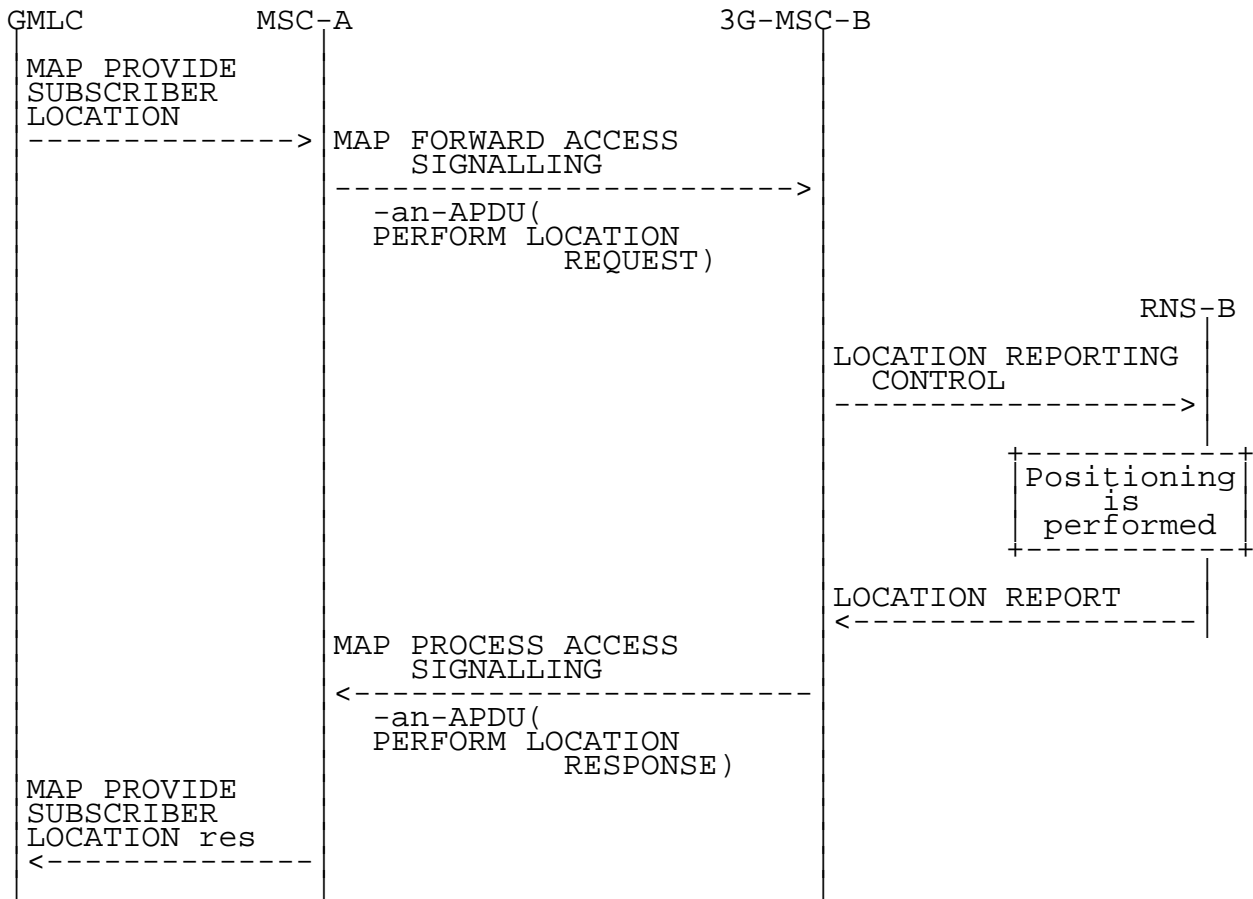 GMLC MSC-A 3G-MSC-B
MAP PROVIDE
SUBSCRIBER
LOCATION
--------------> MAP FORWARD ACCESS
SIGNALLING
------------------------>
-an-APDU(
PERFORM LOCATION
REQUEST)
RNS-B
LOCATION REPORTING
CONTROL
------------------>
+-----------+
Positioning
is
performed
+-----------+
LOCATION REPORT
<------------------
MAP PROCESS ACCESS
SIGNALLING
<------------------------
-an-APDU(
PERFORM LOCATION
RESPONSE)
MAP PROVIDE
SUBSCRIBER
LOCATION res
<--------------